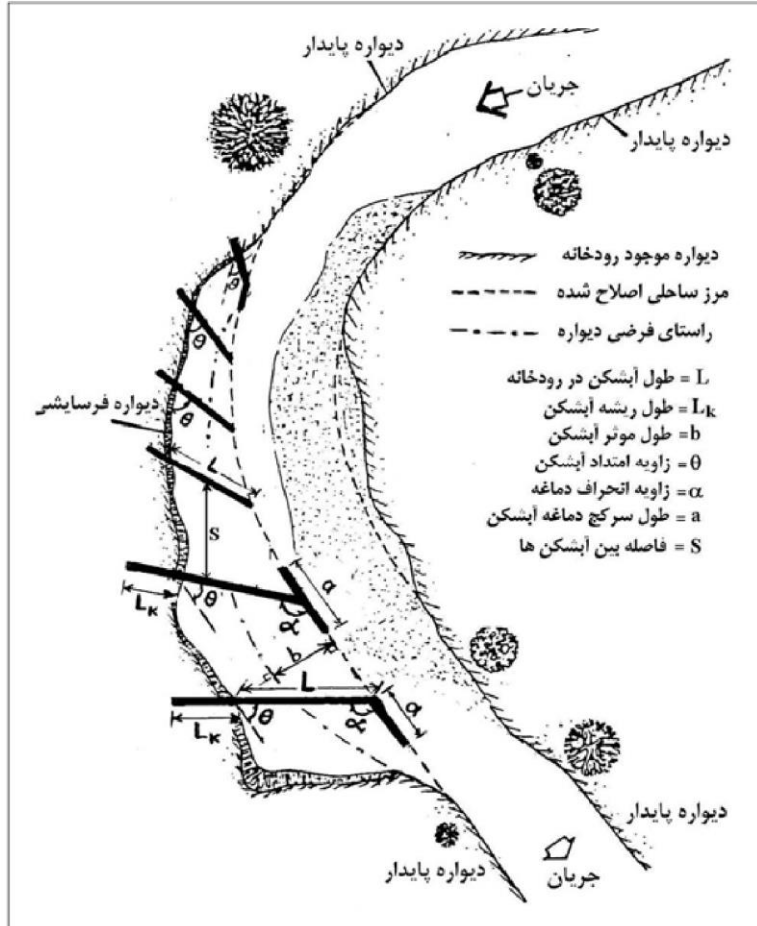 دیواره پایدار
جریان
دیواره پایدار
دیواره موجود رودخانه
مرز ساحلی اصلاح شده
راستای فرضی دیواره
L = طول آبشکن در رودخانه
Lk = طول ریشه آبشکن
b = طول موثر آبشکن
θ = زاویه امتداد آبشکن
α = زاویه انحراف دماغه
a = طول سرکج دماغه آبشکن
S = فاصله بین آبشکن ها
θ
θ
دیواره فرسایشی
θ
L
S
a
θ
α
LK
b
L
a
θ
α
LK
دیواره پایدار
دیواره پایدار
جریان